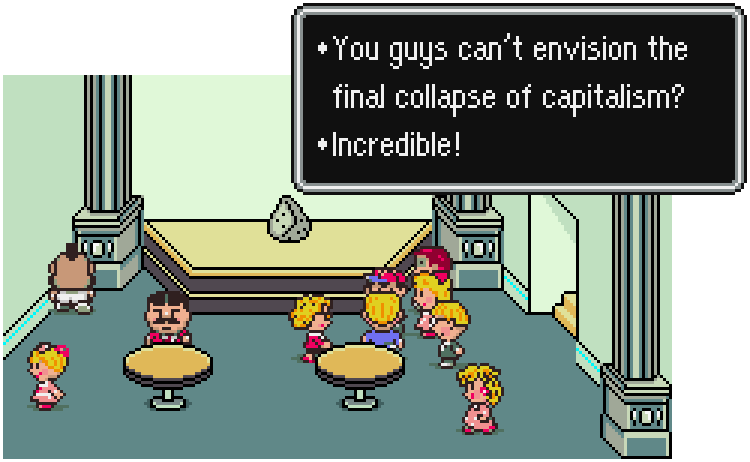 •You guys can't envision the
final collapse of capitalism?
•Incredible!